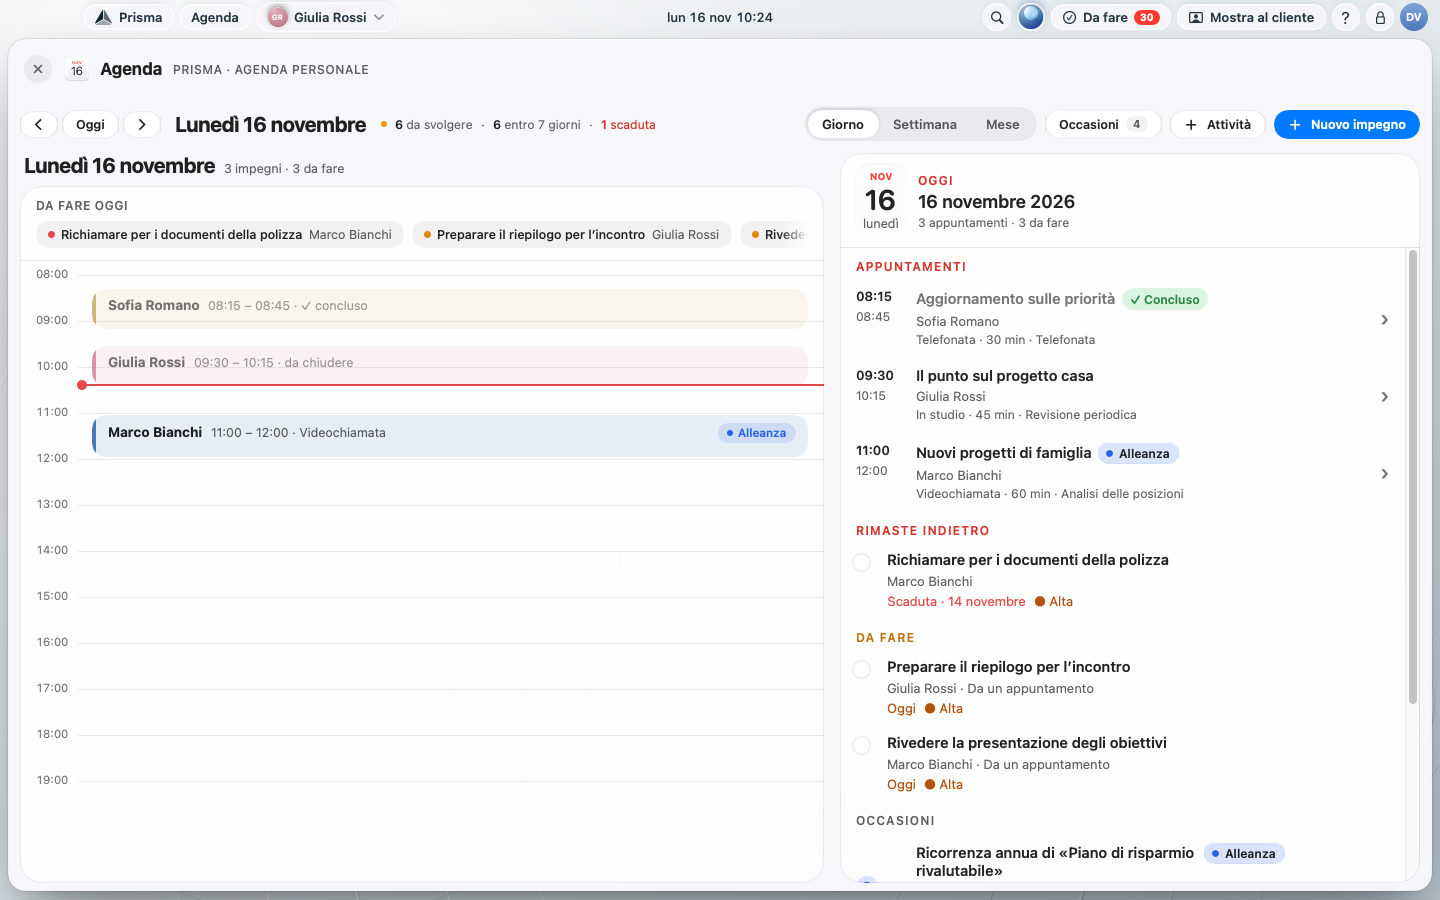 Prisma
Agenda
GR Giulia Rossi
lun 16 nov 10:24
Da fare 30
Mostra al cliente
?
DV
NOV
16
Agenda PRISMA · AGENDA PERSONALE
Oggi
Lunedì 16 novembre
6 da svolgere · 6 entro 7 giorni · 1 scaduta
Giorno Settimana Mese
Occasioni 4
+ Attività
+ Nuovo impegno
Lunedì 16 novembre 3 impegni · 3 da fare
DA FARE OGGI
Richiamare per i documenti della polizza Marco Bianchi
Preparare il riepilogo per l’incontro Giulia Rossi
Rivede
08:00
Sofia Romano 08:15 – 08:45 · ✓ concluso
09:00
Giulia Rossi 09:30 – 10:15 · da chiudere
10:00
11:00
Marco Bianchi 11:00 – 12:00 · Videochiamata Alleanza
12:00
13:00
14:00
15:00
16:00
17:00
18:00
19:00
NOV
16
lunedì
OGGI
16 novembre 2026
3 appuntamenti · 3 da fare
APPUNTAMENTI
08:15
08:45
Aggiornamento sulle priorità ✓ Concluso
Sofia Romano
Telefonata · 30 min · Telefonata
09:30
10:15
Il punto sul progetto casa
Giulia Rossi
In studio · 45 min · Revisione periodica
11:00
12:00
Nuovi progetti di famiglia Alleanza
Marco Bianchi
Videochiamata · 60 min · Analisi delle posizioni
RIMASTE INDIETRO
Richiamare per i documenti della polizza
Marco Bianchi
Scaduta · 14 novembre Alta
DA FARE
Preparare il riepilogo per l’incontro
Giulia Rossi · Da un appuntamento
Oggi Alta
Rivedere la presentazione degli obiettivi
Marco Bianchi · Da un appuntamento
Oggi Alta
OCCASIONI
Ricorrenza annua di «Piano di risparmio Alleanza
rivalutabile»